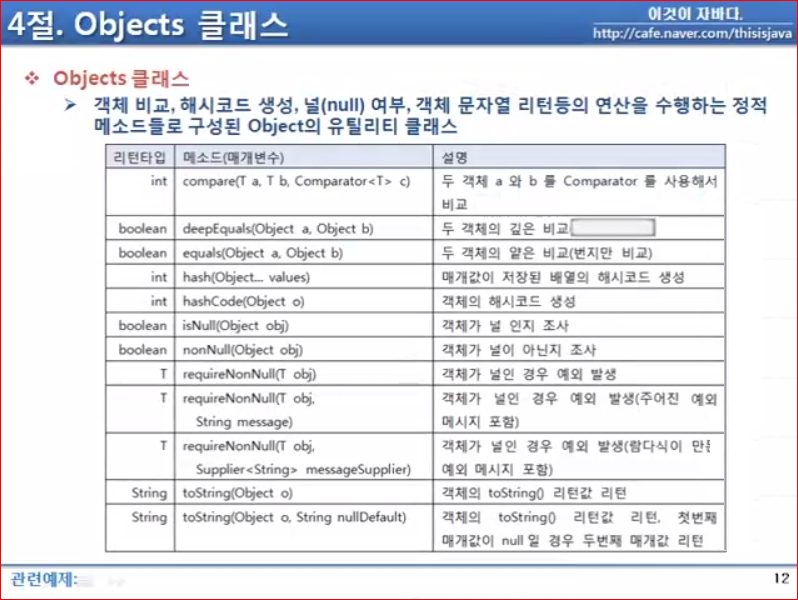 4절. Objects 클래스
이것이 자바다.
http://cafe.naver.com/thisisjava
❖ Objects 클래스
➢ 객체 비교, 해시코드 생성, 널(null) 여부, 객체 문자열 리턴등의 연산을 수행하는 정적
메소드들로 구성된 Object의 유틸리티 클래스
리턴타입 메소드(매개변수) 설명
int compare(T a, T b, Comparator<T> c) 두 객체 a 와 b 를 Comparator 를 사용해서
비교
boolean deepEquals(Object a, Object b) 두 객체의 깊은 비교
boolean equals(Object a, Object b) 두 객체의 얕은 비교(번지만 비교)
int hash(Object... values) 매개값이 저장된 배열의 해시코드 생성
int hashCode(Object o) 객체의 해시코드 생성
boolean isNull(Object obj) 객체가 널 인지 조사
boolean nonNull(Object obj) 객체가 널이 아닌지 조사
T requireNonNull(T obj) 객체가 널인 경우 예외 발생
T requireNonNull(T obj, 객체가 널인 경우 예외 발생(주어진 예외
String message) 메시지 포함)
T requireNonNull(T obj, 객체가 널인 경우 예외 발생(람다식이 만든
Supplier<String> messageSupplier) 예외 메시지 포함)
String toString(Object o) 객체의 toString() 리턴값 리턴
String toString(Object o, String nullDefault) 객체의 toString() 리턴값 리턴, 첫번째
매개값이 null 일 경우 두번째 매개값 리턴
관련예제:
12